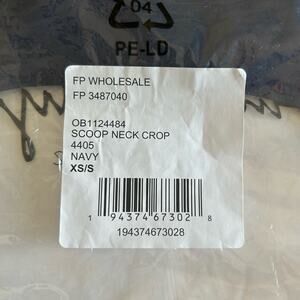 04
PE-LD
FP WHOLESALE
FP 3487040
OB1124484
SCOOP NECK CROP
4405
NAVY
XS/S
1 94374 67302 8
194374673028